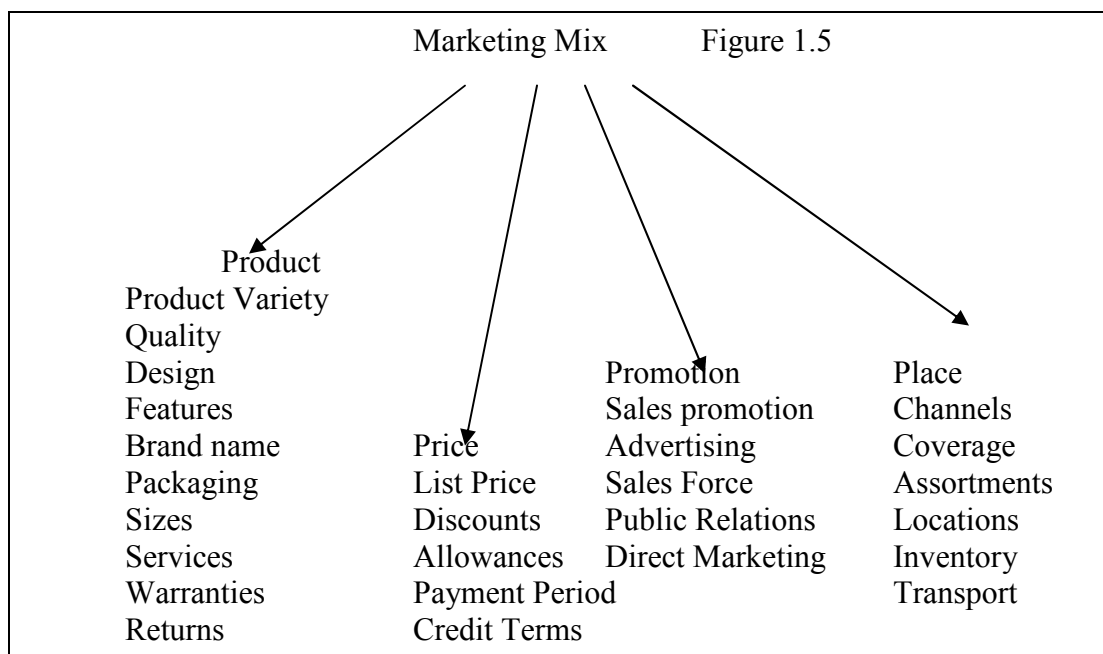 Marketing Mix Figure 1.5
Product
Product Variety
Quality
Design
Features
Brand name
Packaging
Sizes
Services
Warranties
Returns
Price
List Price
Discounts
Allowances
Payment Period
Credit Terms
Promotion
Sales promotion
Advertising
Sales Force
Public Relations
Direct Marketing
Place
Channels
Coverage
Assortments
Locations
Inventory
Transport